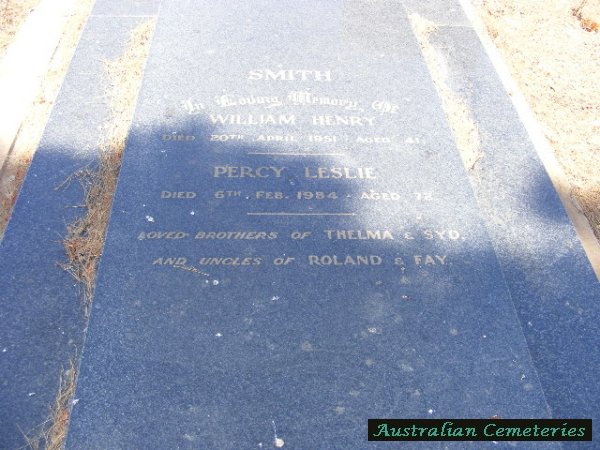 SMITH
In Loving Memory Of
WILLIAM HENRY
DIED 20TH APRIL 1951 AGED 41
PERCY LESLIE
DIED 6TH. FEB. 1984 AGED 72
LOVED BROTHERS OF THELMA & SYD.
AND UNCLES OF ROLAND & FAY.
Australian Cemeteries